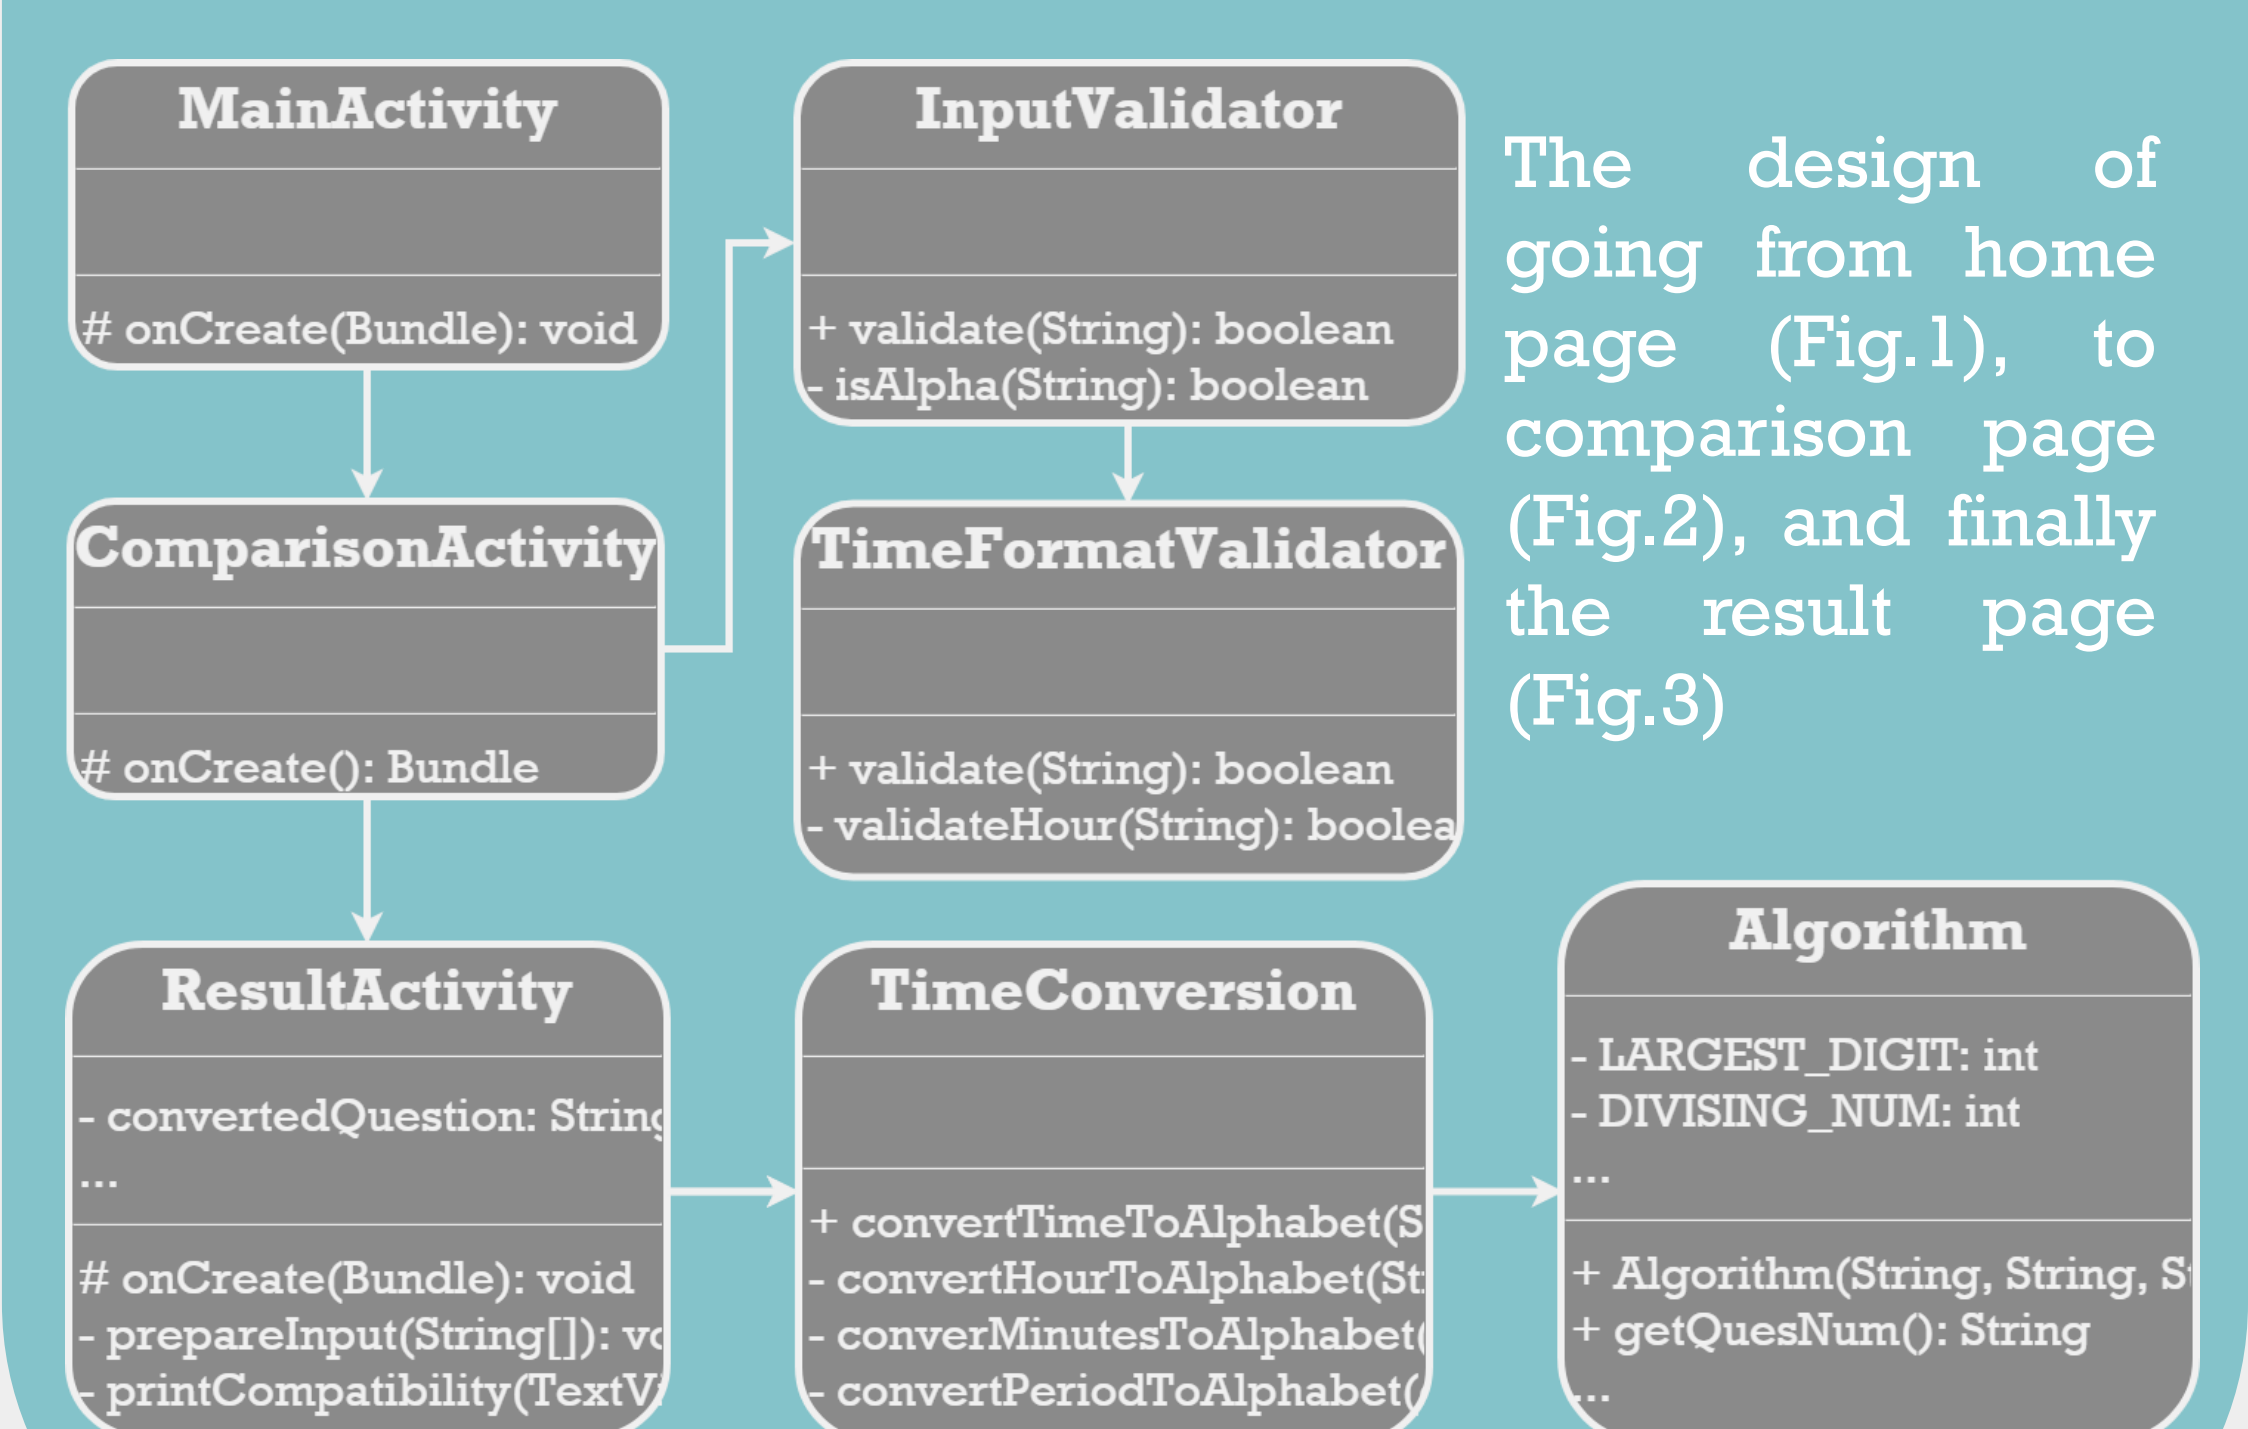 MainActivity
# onCreate(Bundle): void
InputValidator
+ validate(String): boolean
- isAlpha(String): boolean
The design of
going from home
page (Fig.1), to
comparison page
(Fig.2), and finally
the result page
(Fig.3)
ComparisonActivity
# onCreate(): Bundle
TimeFormatValidator
+ validate(String): boolean
- validateHour(String): boolea
ResultActivity
- convertedQuestion: String
...
# onCreate(Bundle): void
- prepareInput(String[]): vo
- printCompatibility(TextVi
TimeConversion
+ convertTimeToAlphabet(S
- convertHourToAlphabet(St
- converMinutesToAlphabet(
- convertPeriodToAlphabet(
Algorithm
- LARGEST_DIGIT: int
- DIVISING_NUM: int
...
+ Algorithm(String, String, St
+ getQuesNum(): String
...